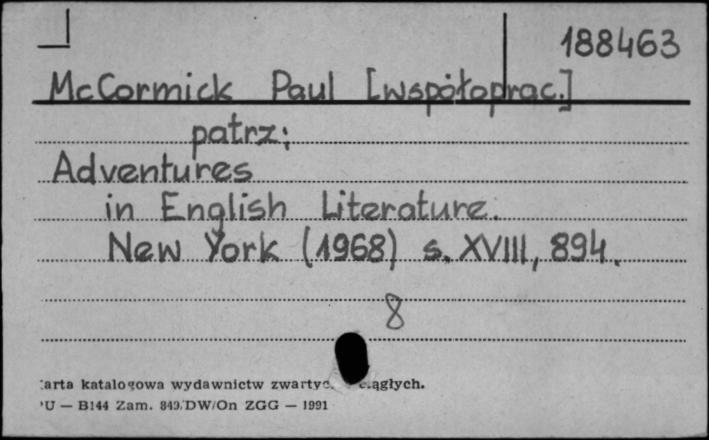 188463
McCormick Paul [współoprac.]
patrz:
Adventures
in English Literature.
New York (1968) s. XVIII, 894.
8
arta katalogowa wydawnictw zwartyc ciągłych.
U — B144 Zam. 849/DW/On ZGG — 1991